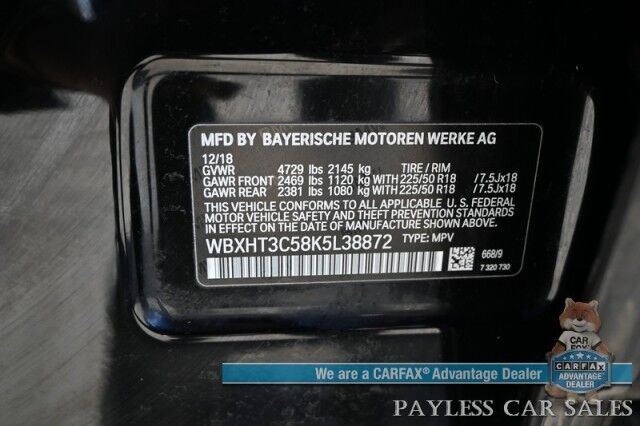 MFD BY BAYERISCHE MOTOREN WERKE AG
12/18
GVWR 4729 lbs 2145 kg TIRE / RIM
GAWR FRONT 2469 lbs 1120 kg WITH 225/50 R18 /7.5Jx18
GAWR REAR 2381 lbs 1080 kg WITH 225/50 R18 /7.5Jx18
THIS VEHICLE CONFORMS TO ALL APPLICABLE U. S. FEDERAL
MOTOR VEHICLE SAFETY, BUMPER, AND THEFT PREVENTION
STANDARDS IN EFFECT ON THE
DATE OF MANUFACTURE SHOWN ABOVE.
WBXHT3C58K5L38872 TYPE: MPV
668/9
7 320 730
CAR
FOX
CARFAX
ADVANTAGE
DEALER
We are a CARFAX® Advantage Dealer
PAYLESS CAR SALES